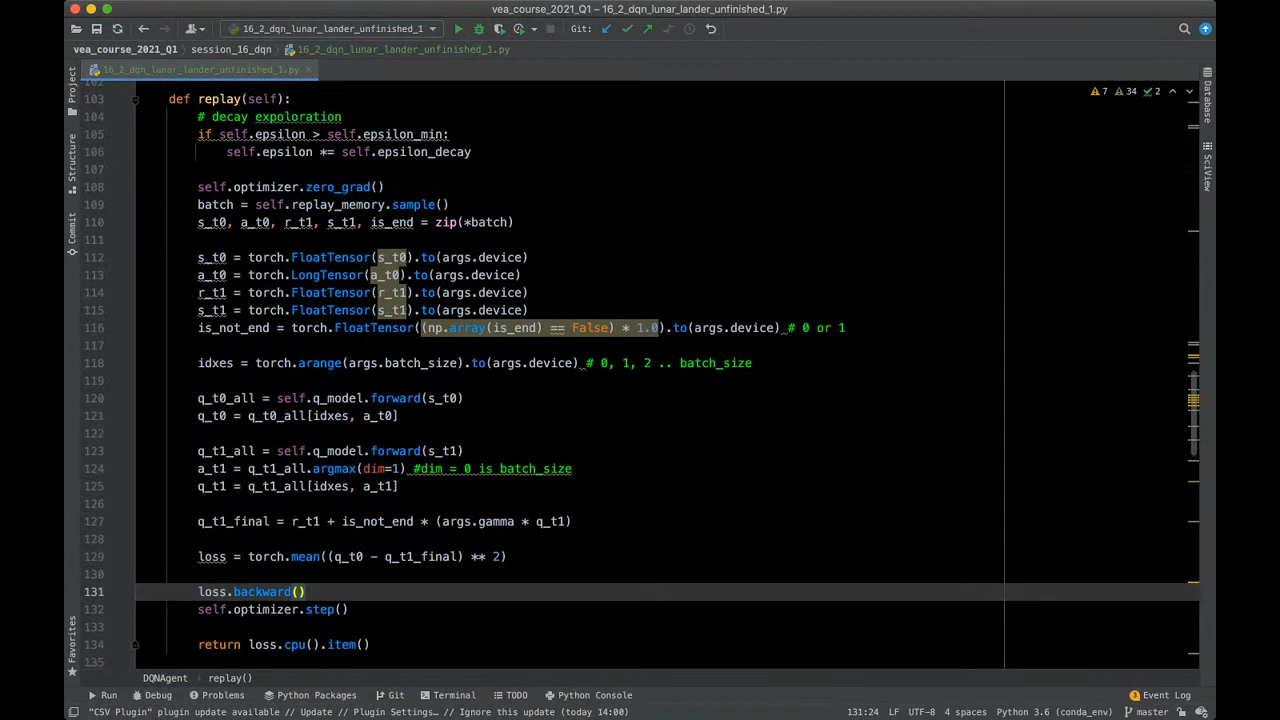 vea_course_2021_Q1 – 16_2_dqn_lunar_lander_unfinished_1.py
16_2_dqn_lunar_lander_unfinished_1
Git:
vea_course_2021_Q1 session_16_dqn 16_2_dqn_lunar_lander_unfinished_1.py
16_2_dqn_lunar_lander_unfinished_1.py
Project
Structure
Commit
Favorites
Database
SciView
7 34 2
103 def replay(self):
104 # decay expoloration
105 if self.epsilon > self.epsilon_min:
106 self.epsilon *= self.epsilon_decay
107
108 self.optimizer.zero_grad()
109 batch = self.replay_memory.sample()
110 s_t0, a_t0, r_t1, s_t1, is_end = zip(*batch)
111
112 s_t0 = torch.FloatTensor(s_t0).to(args.device)
113 a_t0 = torch.LongTensor(a_t0).to(args.device)
114 r_t1 = torch.FloatTensor(r_t1).to(args.device)
115 s_t1 = torch.FloatTensor(s_t1).to(args.device)
116 is_not_end = torch.FloatTensor((np.array(is_end) == False) * 1.0).to(args.device) # 0 or 1
117
118 idxes = torch.arange(args.batch_size).to(args.device) # 0, 1, 2 .. batch_size
119
120 q_t0_all = self.q_model.forward(s_t0)
121 q_t0 = q_t0_all[idxes, a_t0]
122
123 q_t1_all = self.q_model.forward(s_t1)
124 a_t1 = q_t1_all.argmax(dim=1) #dim = 0 is batch_size
125 q_t1 = q_t1_all[idxes, a_t1]
126
127 q_t1_final = r_t1 + is_not_end * (args.gamma * q_t1)
128
129 loss = torch.mean((q_t0 - q_t1_final) ** 2)
130
131 loss.backward()
132 self.optimizer.step()
133
134 return loss.cpu().item()
135
DQNAgent replay()
Run Debug Problems Python Packages Git Terminal TODO Python Console 3 Event Log
"CSV Plugin" plugin update available // Update // Plugin Settings... // Ignore this update (today 14:00) 131:24 LF UTF-8 4 spaces Python 3.6 (conda_env) master